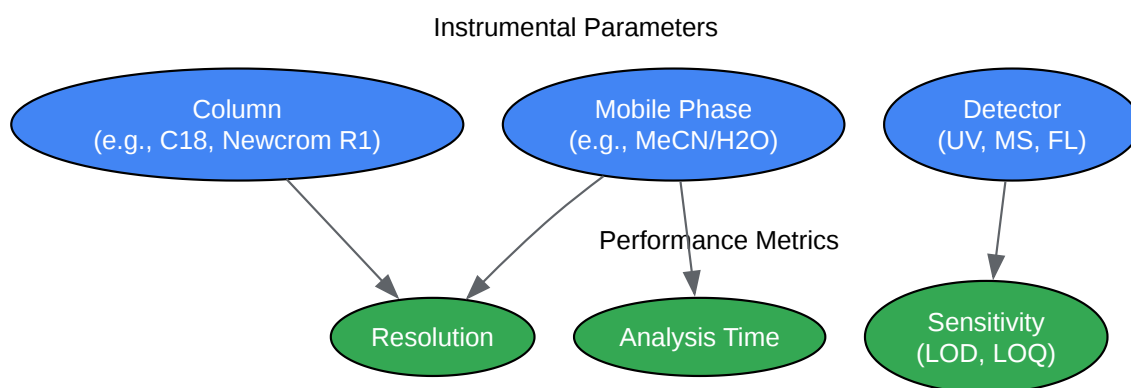 Instrumental Parameters
Column
(e.g., C18, Newcrom R1)
Mobile Phase
(e.g., MeCN/H2O)
Detector
(UV, MS, FL)
Performance Metrics
Resolution
Analysis Time
Sensitivity
(LOD, LOQ)